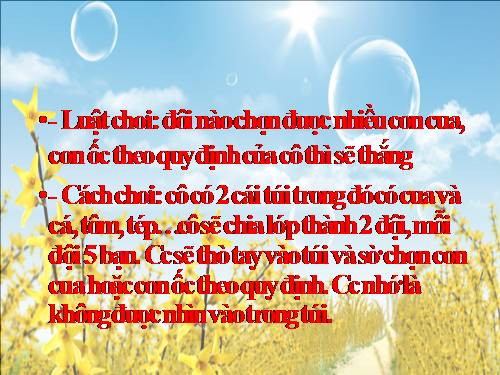 - Luật chơi: đội nào chọn được nhiều con cua,
con ốc theo quy định của cô thì sẽ thắng
- Cách chơi: cô có 2 cái túi trong đó có cua và
cá, tôm, tép… cô sẽ chia lớp thành 2 đội, mỗi
đội 5 bạn. Cc sẽ thò tay vào túi và sờ chọn con
cua hoặc con ốc theo quy định. Cc nhớ là
không được nhìn vào trong túi.